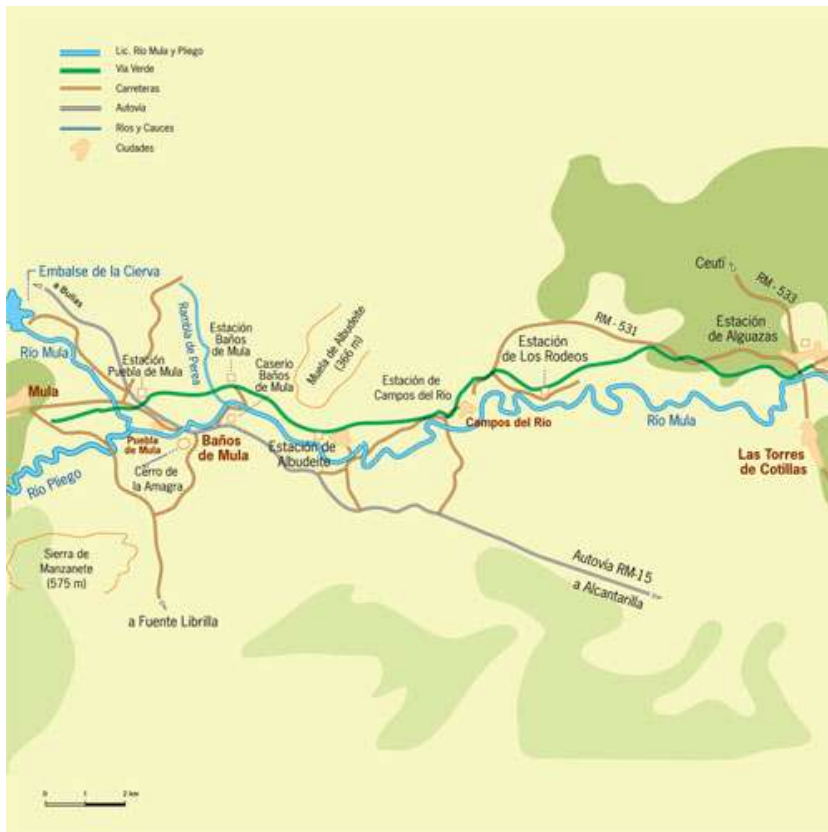 Lic. Río Mula y Pliego
Vía Verde
Carreteras
Autovía
Ríos y Cauces
Ciudades
Embalse de la Cierva
a Bullas
Río Mula
Mula
Estación
Puebla de Mula
Rambla de Perea
Estación
Baños
de Mula
Caserio
Baños
de Mula
Muela de Albudeite
(366 m)
Puebla
de Mula
Baños
de Mula
Cerro de
la Amagra
Río Pliego
Estación de
Albudeite
Estación de
Campos del Río
Campos del Río
Estación
de Los Rodeos
RM - 531
Ceutí
RM - 533
Estación
de Alguazas
Río Mula
Las Torres
de Cotillas
Sierra de
Manzanete
(575 m)
a Fuente Librilla
Autovía RM-15
a Alcantarilla
0 1 2 km